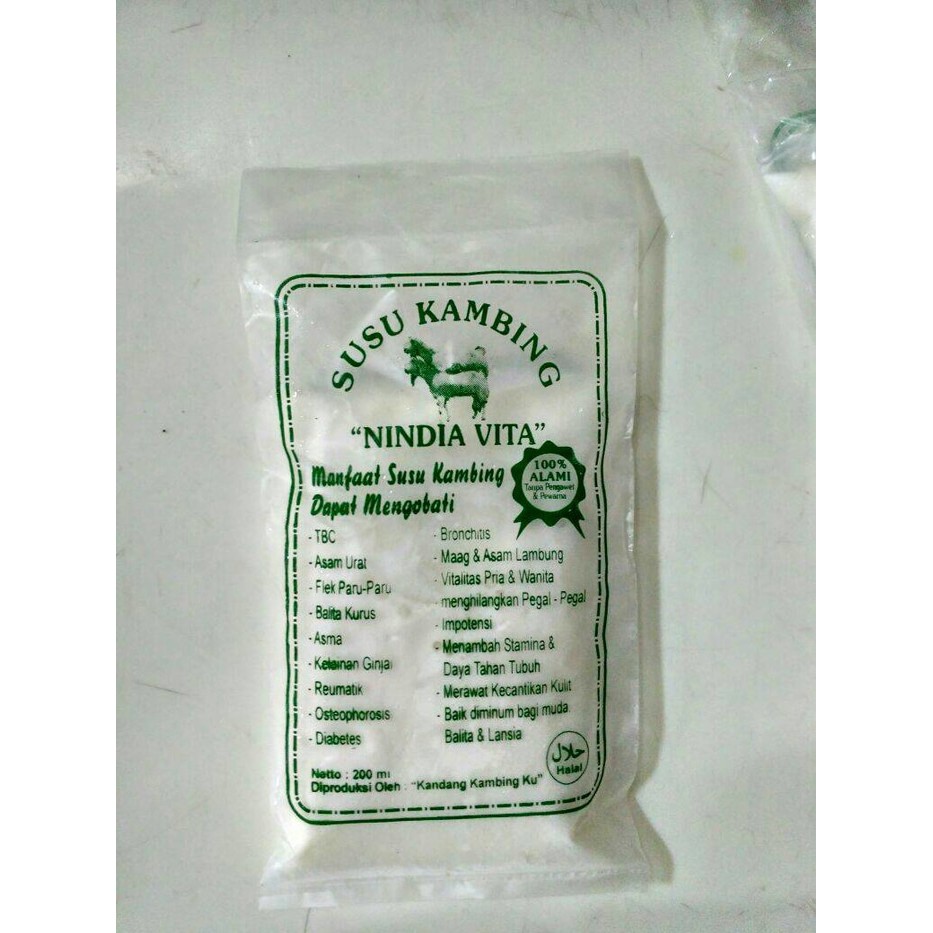 SUSU KAMBING
"NINDIA VITA"
Manfaat Susu Kambing
Dapat Mengobati
100%
ALAMI
Tanpa Pengawet
& Pewarna
- TBC
- Asam Urat
- Flek Paru-Paru
- Balita Kurus
- Asma
- Kelainan Ginjal
- Reumatik
- Osteophorosis
- Diabetes
- Bronchitis
- Maag & Asam Lambung
- Vitalitas Pria & Wanita
- menghilangkan Pegal - Pegal
- Impotensi
- Menambah Stamina &
Daya Tahan Tubuh
- Merawat Kecantikan Kulit
- Baik diminum bagi muda
Balita & Lansia
Netto : 200 ml
Diproduksi Oleh : "Kandang Kambing Ku"
حلال
Halal